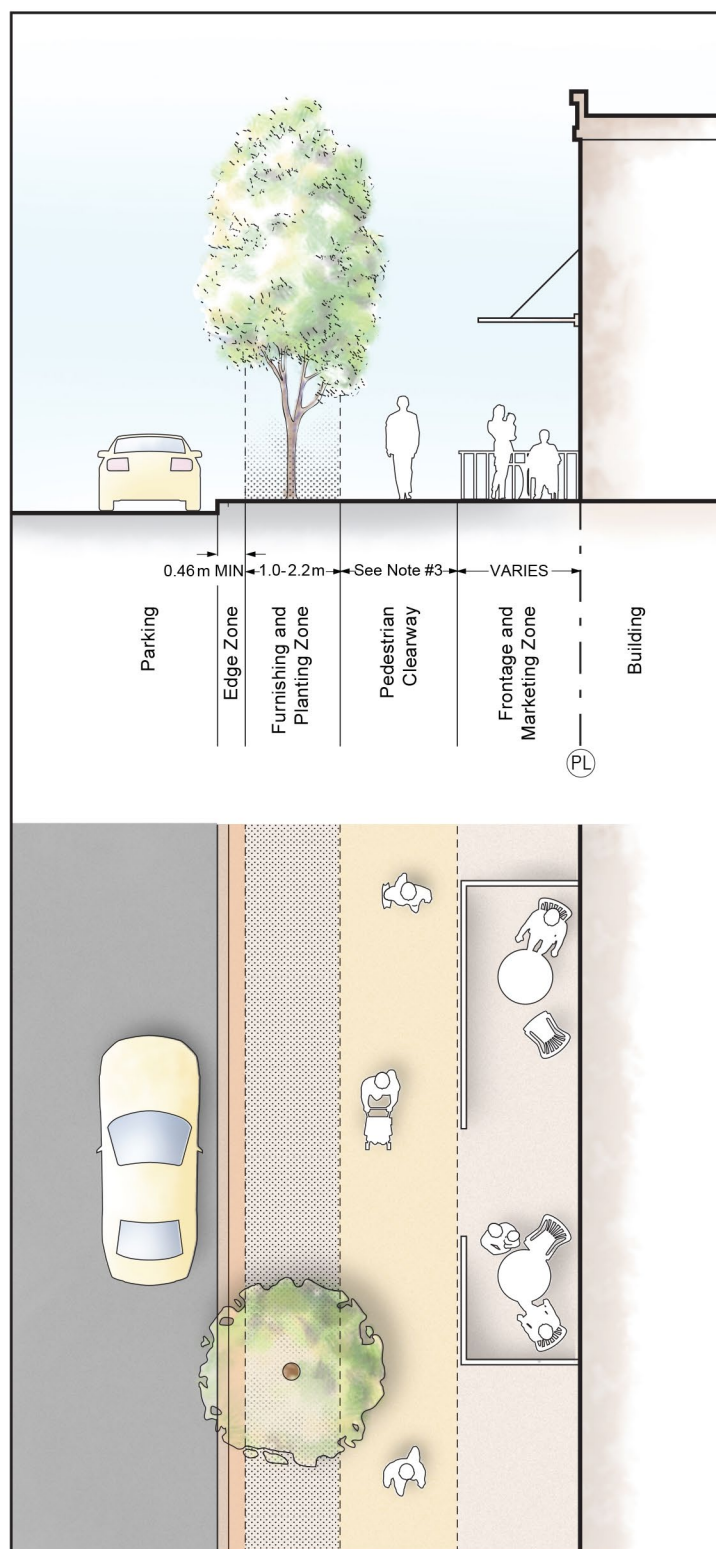 0.46m MIN
1.0-2.2m
See Note #3
VARIES
Parking
Edge Zone
Furnishing and
Planting Zone
Pedestrian
Clearway
Frontage and
Marketing Zone
Building
PL